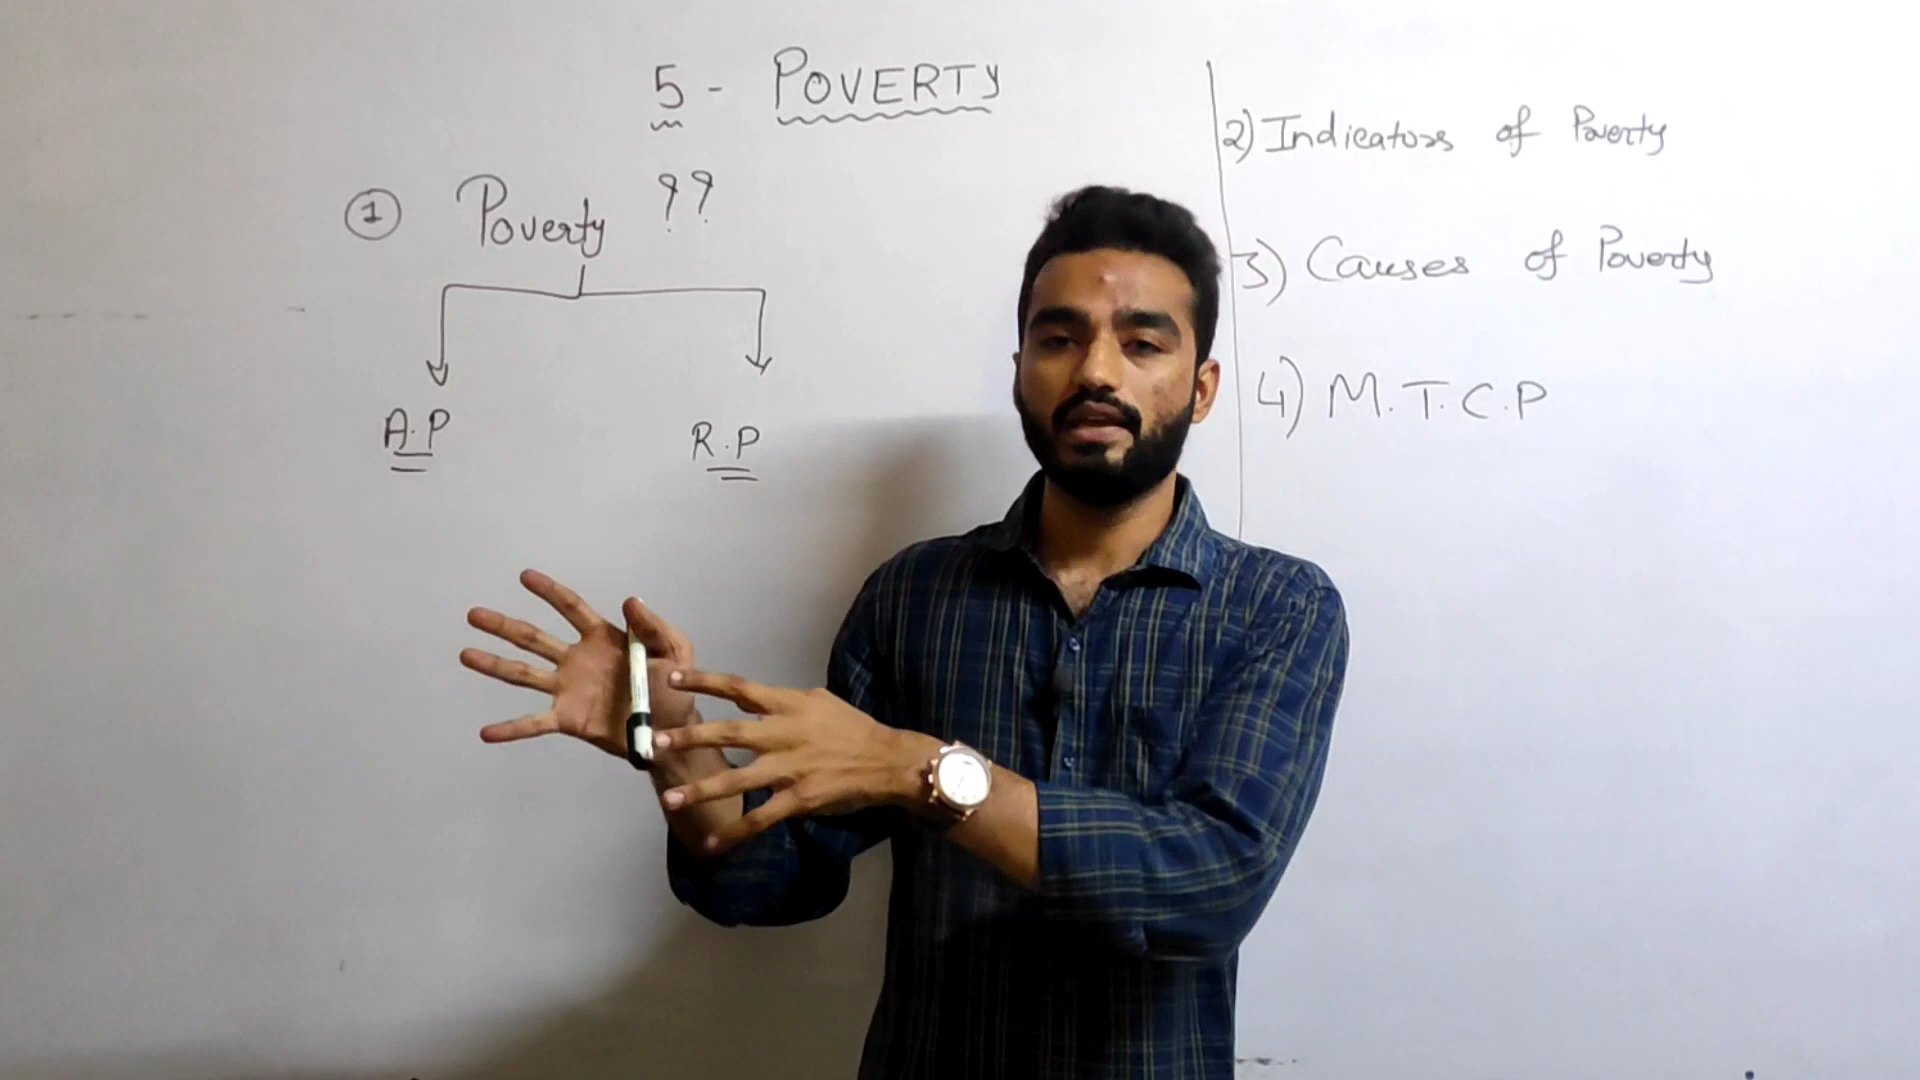 5 - POVERTY
1 Poverty ??
A.P
R.P
2) Indicators of Poverty
3) Causes of Poverty
4) M.T.C.P